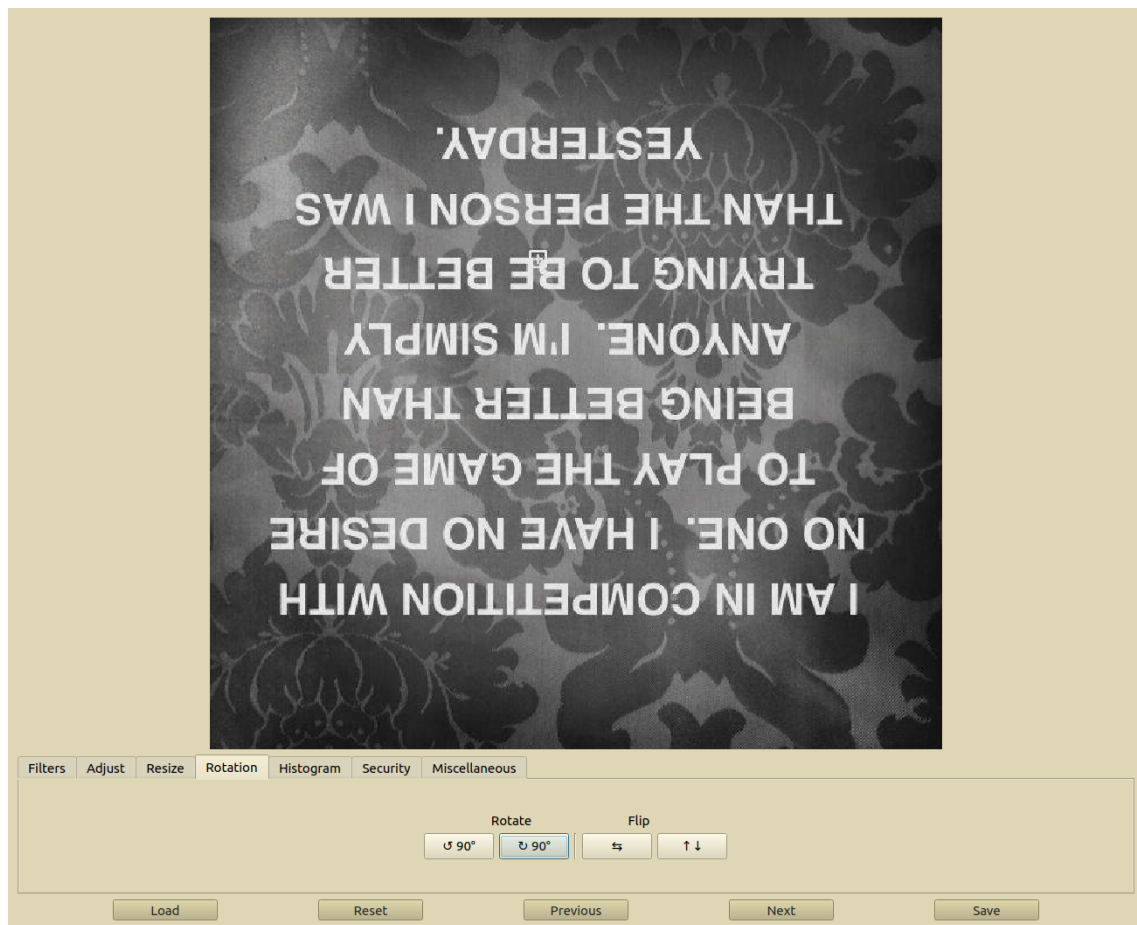 I AM IN COMPETITION WITH
NO ONE.  I HAVE NO DESIRE
TO PLAY THE GAME OF
BEING BETTER THAN
ANYONE.  I'M SIMPLY
TRYING TO BE BETTER
THAN THE PERSON I WAS
YESTERDAY.
Filters Adjust Resize Rotation Histogram Security Miscellaneous
Rotate Flip
↺ 90° ↻ 90° ⇆ ↑↓
Load Reset Previous Next Save